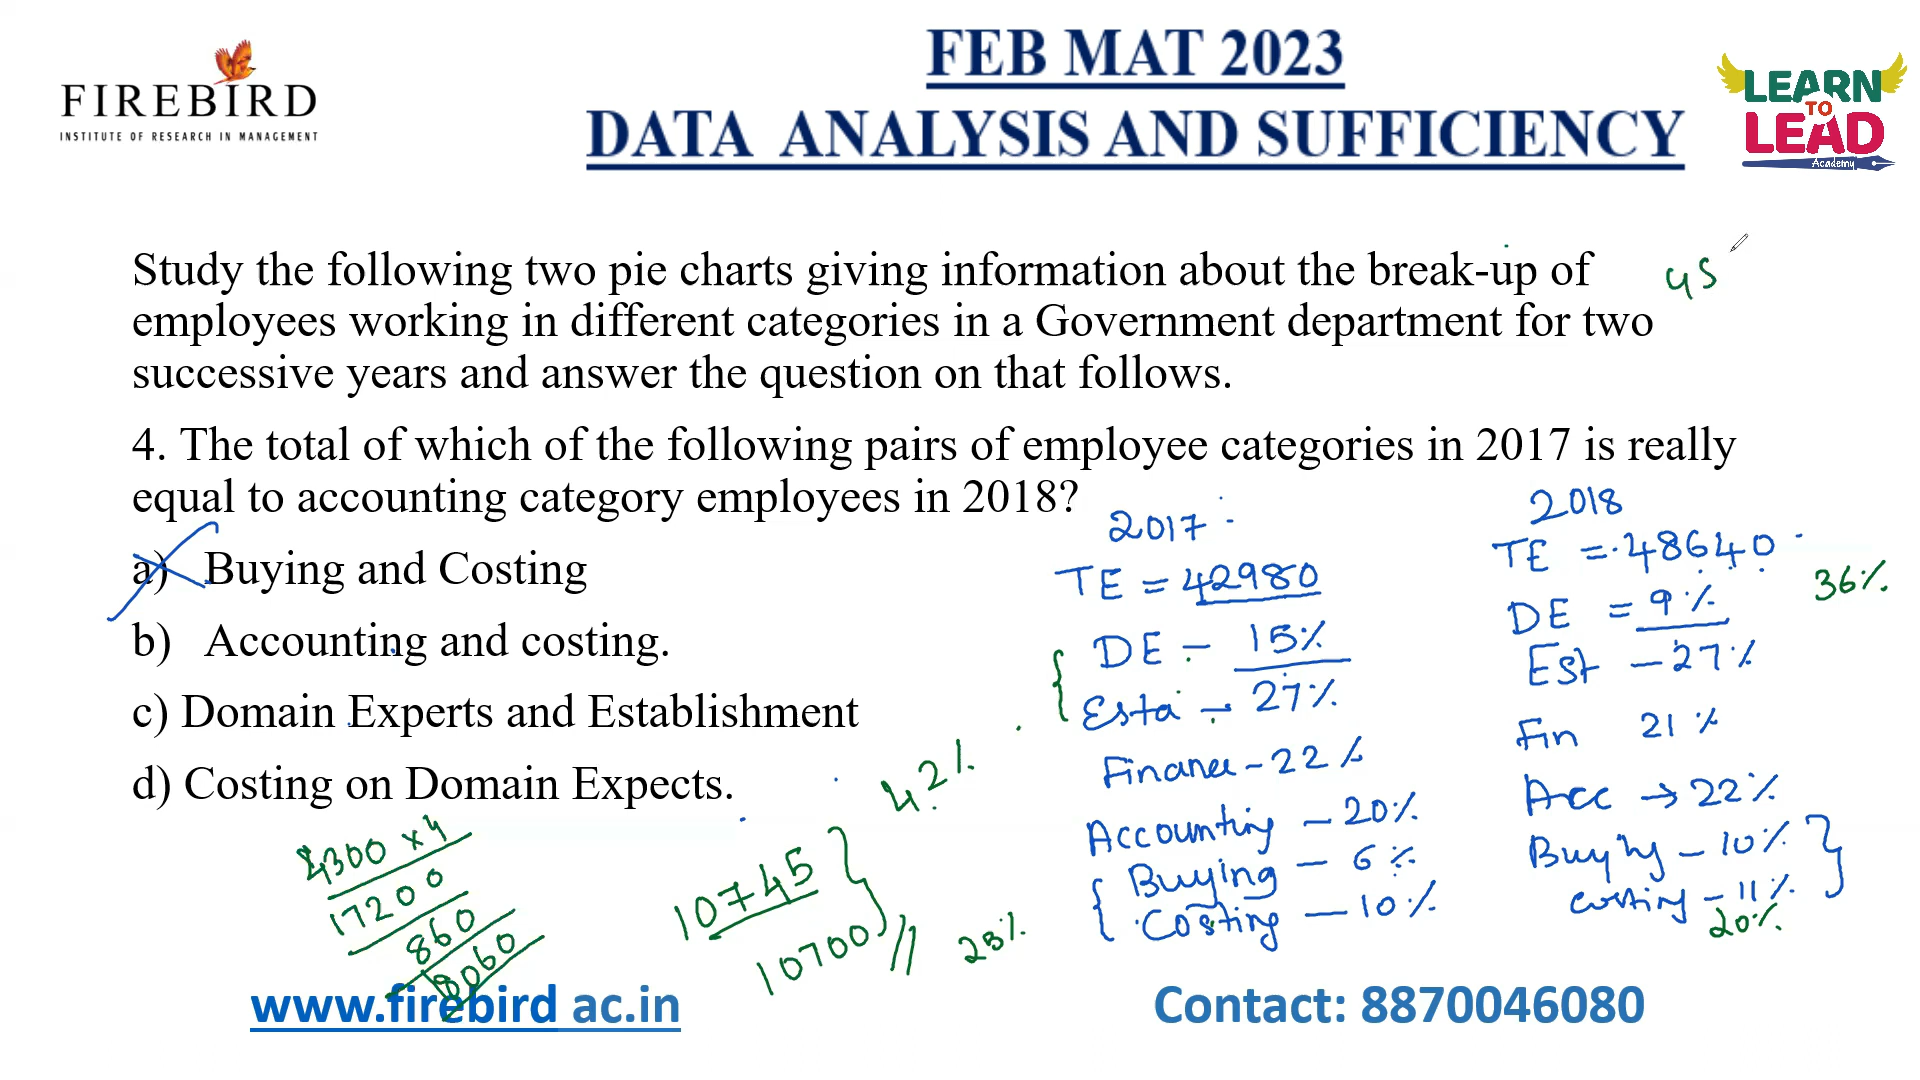 FIREBIRD
INSTITUTE OF RESEARCH IN MANAGEMENT
FEB MAT 2023
DATA ANALYSIS AND SUFFICIENCY
LEARN
TO
LEAD
Academy
Study the following two pie charts giving information about the break-up of
employees working in different categories in a Government department for two
successive years and answer the question on that follows.
45
4. The total of which of the following pairs of employee categories in 2017 is really
equal to accounting category employees in 2018?
a) Buying and Costing
b) Accounting and costing.
c) Domain Experts and Establishment
d) Costing on Domain Expects.
2017
TE = 42980
DE - 15%
Esta - 27%
Finance - 22%
Accounting - 20%
Buying - 6%
Costing - 10%
2018
TE = 48640
DE = 9%
Est - 27%
Fin 21%
Acc → 22%
Buying - 10%
costing - 11%
20%
36%
42%
4300 x 4
17200
860
8060
10745
10700
25%
www.firebird ac.in
Contact: 8870046080